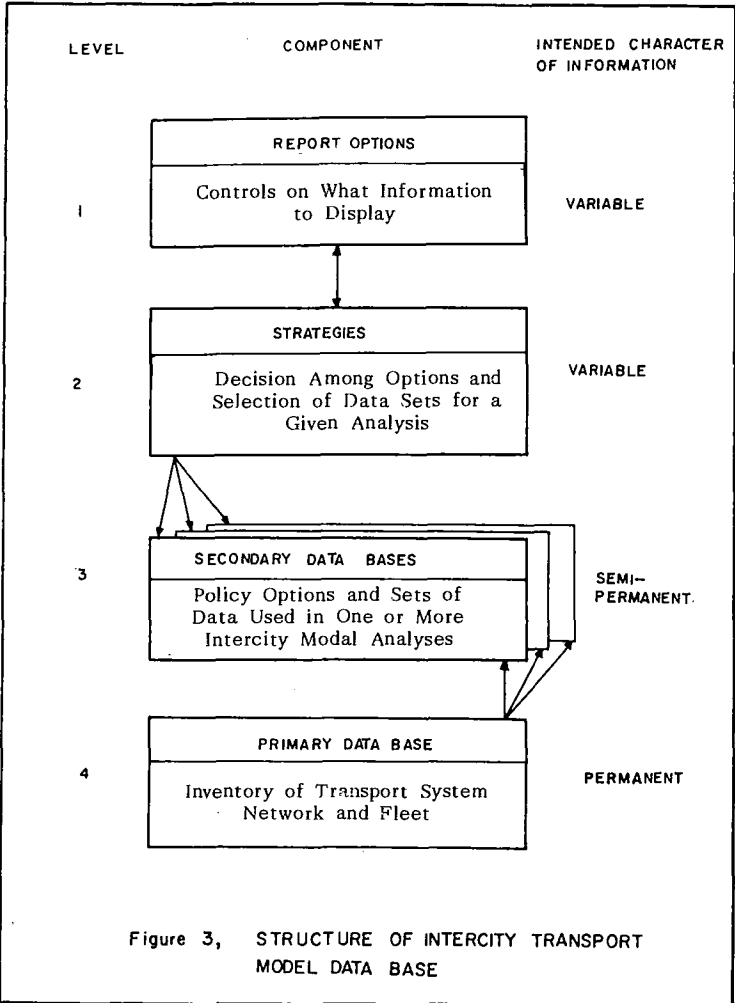 LEVEL COMPONENT INTENDED CHARACTER
OF INFORMATION
REPORT OPTIONS
Controls on What Information
to Display
1 VARIABLE
STRATEGIES
Decision Among Options and
Selection of Data Sets for a
Given Analysis
2 VARIABLE
SECONDARY DATA BASES
Policy Options and Sets of
Data Used in One or More
Intercity Modal Analyses
3 SEMI-
PERMANENT.
PRIMARY DATA BASE
Inventory of Transport System
Network and Fleet
4 PERMANENT
Figure 3, STRUCTURE OF INTERCITY TRANSPORT
MODEL DATA BASE